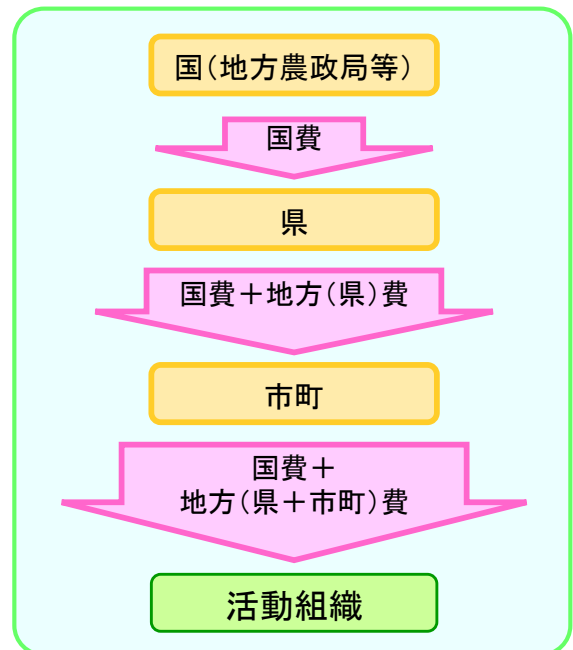 国(地方農政局等)
国費
県
国費＋地方(県)費
市町
国費＋
地方(県＋市町)費
活動組織